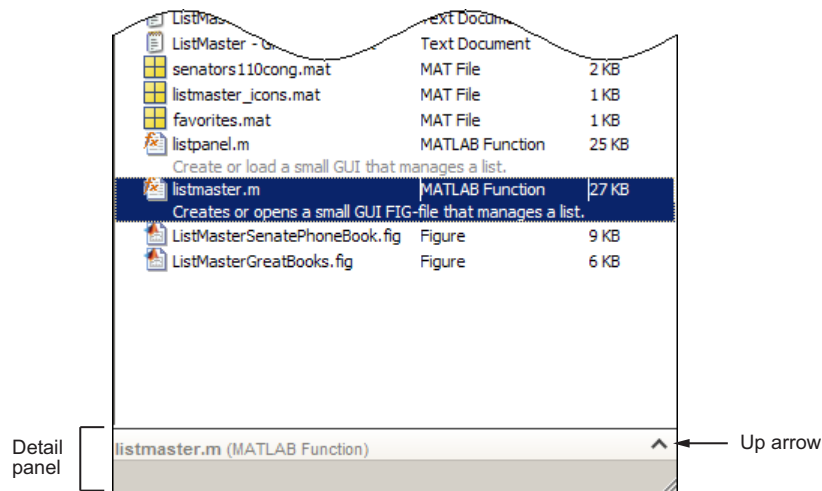 ListMas Text Docum
ListMaster - G Text Document
senators110cong.mat MAT File 2 KB
listmaster_icons.mat MAT File 1 KB
favorites.mat MAT File 1 KB
listpanel.m MATLAB Function 25 KB
Create or load a small GUI that manages a list.
listmaster.m MATLAB Function 27 KB
Creates or opens a small GUI FIG-file that manages a list.
ListMasterSenatePhoneBook.fig Figure 9 KB
ListMasterGreatBooks.fig Figure 6 KB
Detail panel
listmaster.m (MATLAB Function)
Up arrow